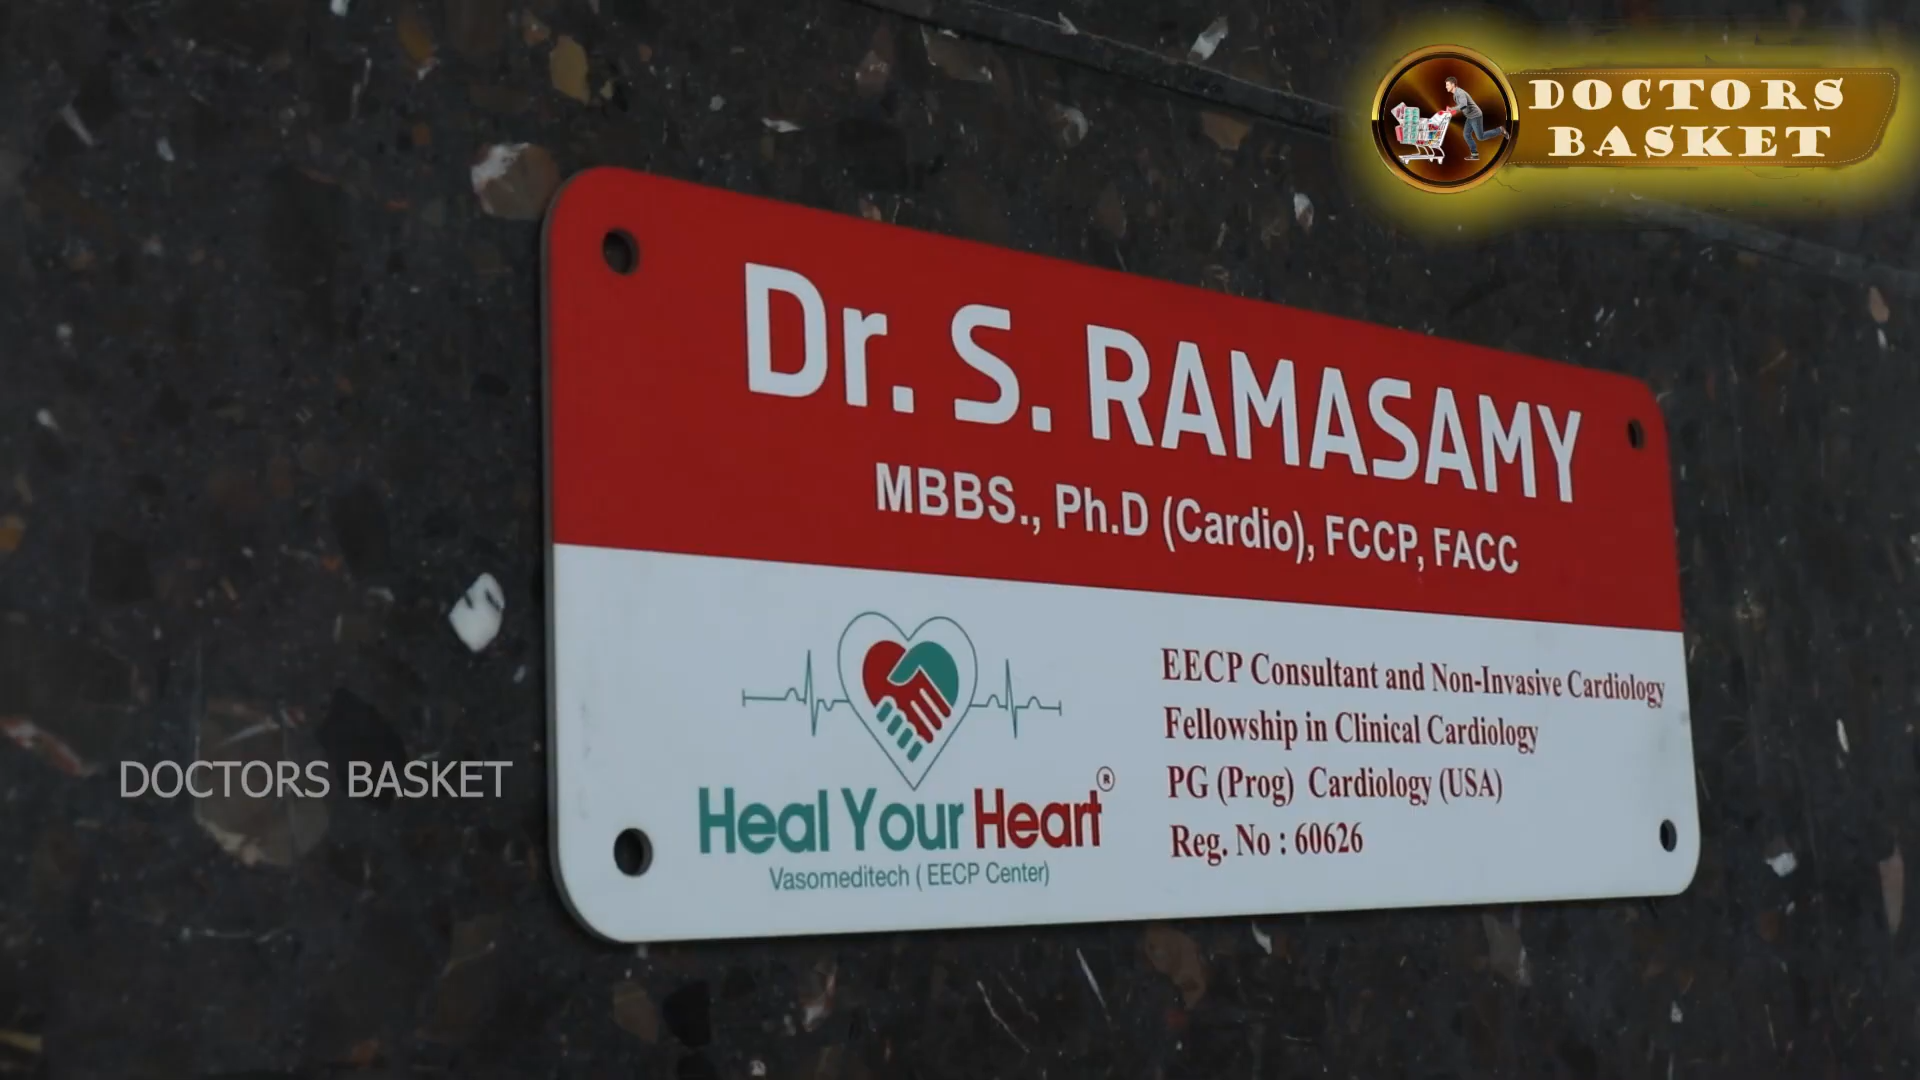 DOCTORS
BASKET
Dr. S. RAMASAMY
MBBS., Ph.D (Cardio), FCCP, FACC
EECP Consultant and Non-Invasive Cardiology
Fellowship in Clinical Cardiology
PG (Prog) Cardiology (USA)
Reg. No : 60626
Heal Your Heart®
Vasomeditech ( EECP Center)
DOCTORS BASKET